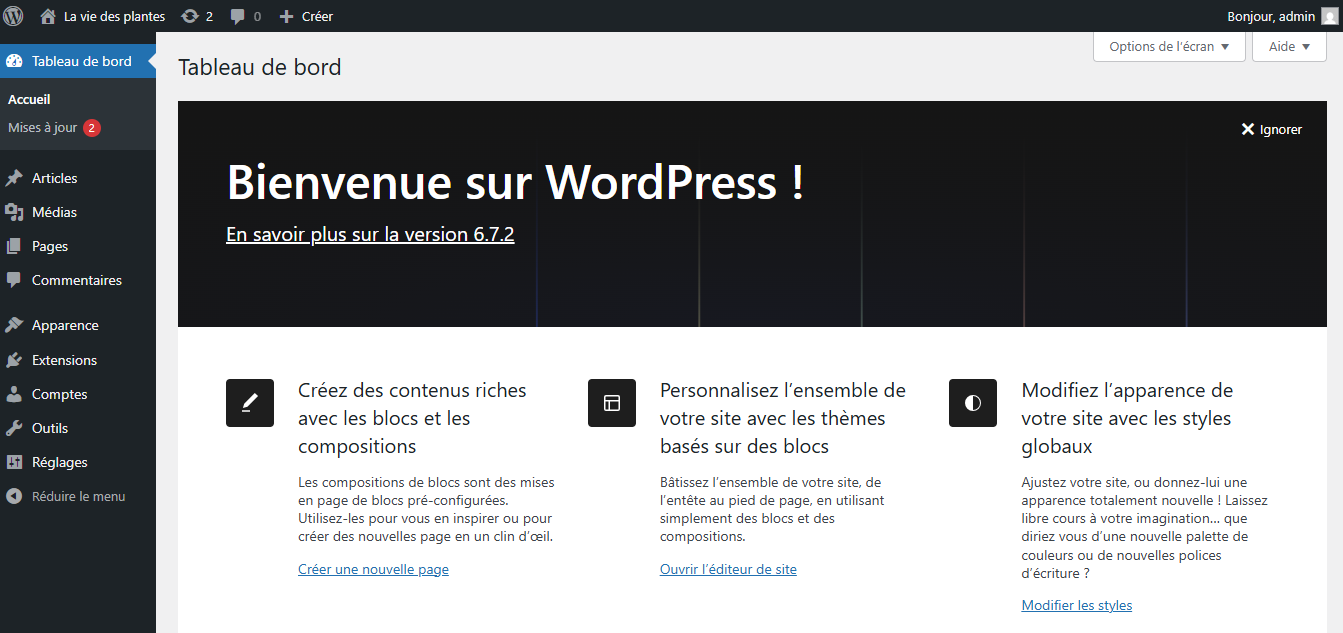 La vie des plantes 2 0 Créer Bonjour, admin
Tableau de bord
Accueil
Mises à jour 2
Articles
Médias
Pages
Commentaires
Apparence
Extensions
Comptes
Outils
Réglages
Réduire le menu
Options de l’écran Aide
Tableau de bord
Ignorer
Bienvenue sur WordPress !
En savoir plus sur la version 6.7.2
Créez des contenus riches
avec les blocs et les
compositions
Les compositions de blocs sont des mises
en page de blocs pré-configurées.
Utilisez-les pour vous en inspirer ou pour
créer des nouvelles page en un clin d’œil.
Créer une nouvelle page
Personnalisez l’ensemble de
votre site avec les thèmes
basés sur des blocs
Bâtissez l’ensemble de votre site, de
l’entête au pied de page, en utilisant
simplement des blocs et des
compositions.
Ouvrir l’éditeur de site
Modifiez l’apparence de
votre site avec les styles
globaux
Ajustez votre site, ou donnez-lui une
apparence totalement nouvelle ! Laissez
libre cours à votre imagination… que
diriez vous d’une nouvelle palette de
couleurs ou de nouvelles polices
d’écriture ?
Modifier les styles